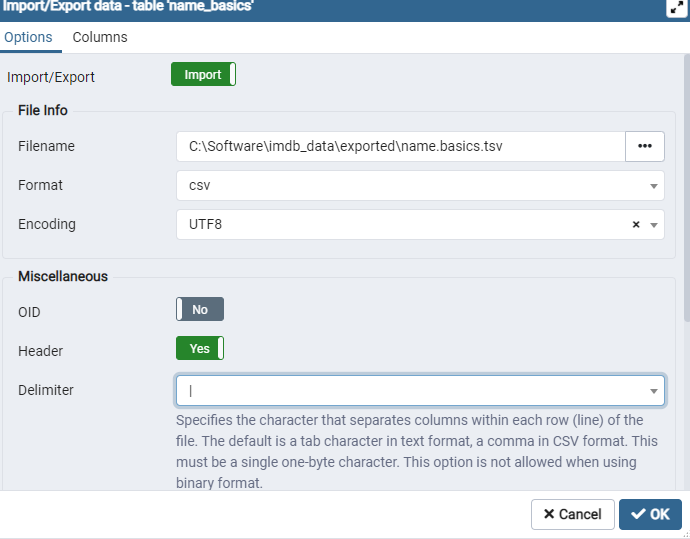 Import/Export data - table 'name_basics'
Options Columns
Import/Export Import
File Info
Filename C:\Software\imdb_data\exported\name.basics.tsv •••
Format csv
Encoding UTF8 ×
Miscellaneous
OID No
Header Yes
Delimiter |
Specifies the character that separates columns within each row (line) of the
file. The default is a tab character in text format, a comma in CSV format. This
must be a single one-byte character. This option is not allowed when using
binary format.
Cancel OK